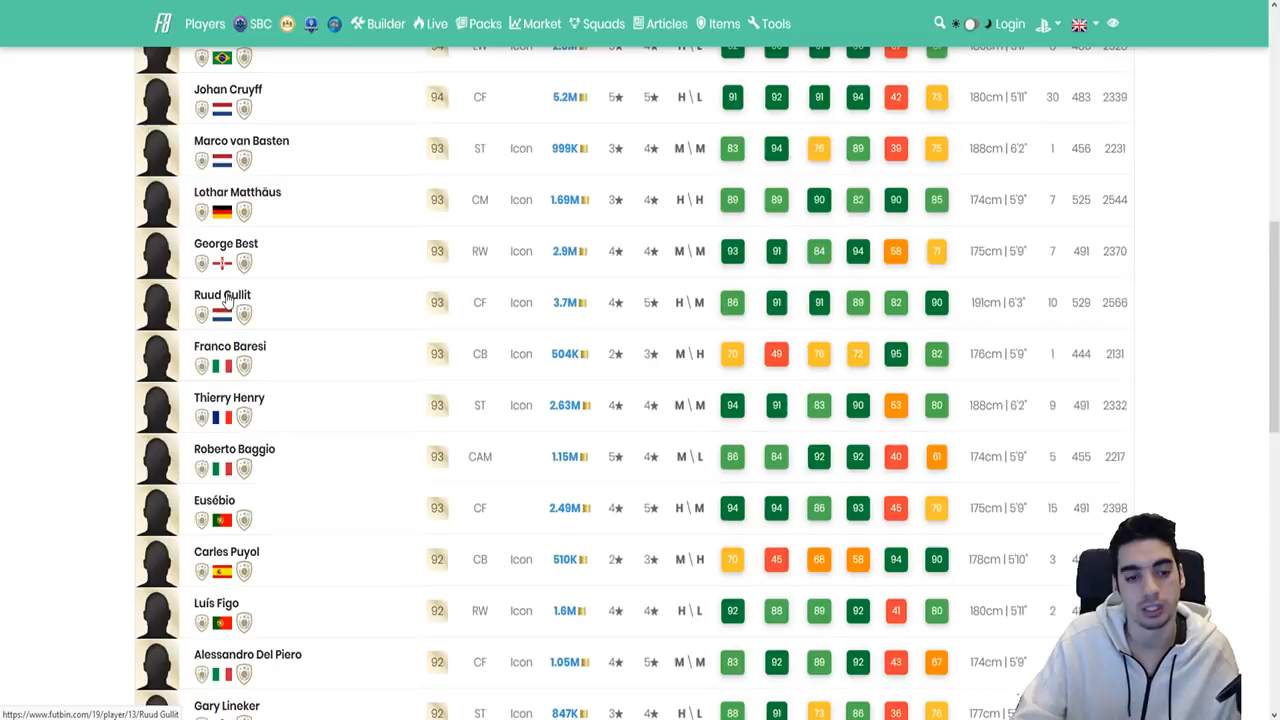 F8 Players SBC Builder Live Packs Market Squads Articles Items Tools Login
Johan Cruyff 94 CF 5.2M 5★ 5★ H \ L 91 92 91 94 42 73 180cm | 5'11" 30 483 2339
Marco van Basten 93 ST Icon 999K 3★ 4★ M \ M 83 94 76 89 39 75 188cm | 6'2" 1 456 2231
Lothar Matthäus 93 CM Icon 1.69M 3★ 4★ H \ H 89 89 90 82 90 85 174cm | 5'9" 7 525 2544
George Best 93 RW Icon 2.9M 4★ 4★ M \ M 93 91 84 94 58 71 175cm | 5'9" 7 491 2370
Ruud Gullit 93 CF Icon 3.7M 4★ 5★ H \ M 86 91 91 89 82 90 191cm | 6'3" 10 529 2566
Franco Baresi 93 CB Icon 504K 2★ 3★ M \ H 70 49 76 72 95 82 176cm | 5'9" 1 444 2131
Thierry Henry 93 ST Icon 2.63M 4★ 4★ M \ M 94 91 83 90 53 80 188cm | 6'2" 9 491 2332
Roberto Baggio 93 CAM 1.15M 5★ 4★ M \ L 86 84 92 92 40 61 174cm | 5'9" 5 455 2217
Eusébio 93 CF 2.49M 4★ 5★ H \ M 94 94 86 93 45 79 175cm | 5'9" 15 491 2398
Carles Puyol 92 CB Icon 510K 2★ 3★ M \ H 70 45 68 58 94 90 178cm | 5'10" 3
Luís Figo 92 RW Icon 1.6M 4★ 4★ H \ L 92 88 89 92 41 80 180cm | 5'11" 2
Alessandro Del Piero 92 CF Icon 1.05M 4★ 5★ M \ M 83 92 89 92 43 67 174cm | 5'9"
Gary Lineker 92 ST Icon 847K 3★ 4★ H \ L 88 91 73 86 36 76 177cm
https://www.futbin.com/19/player/13/Ruud Gullit